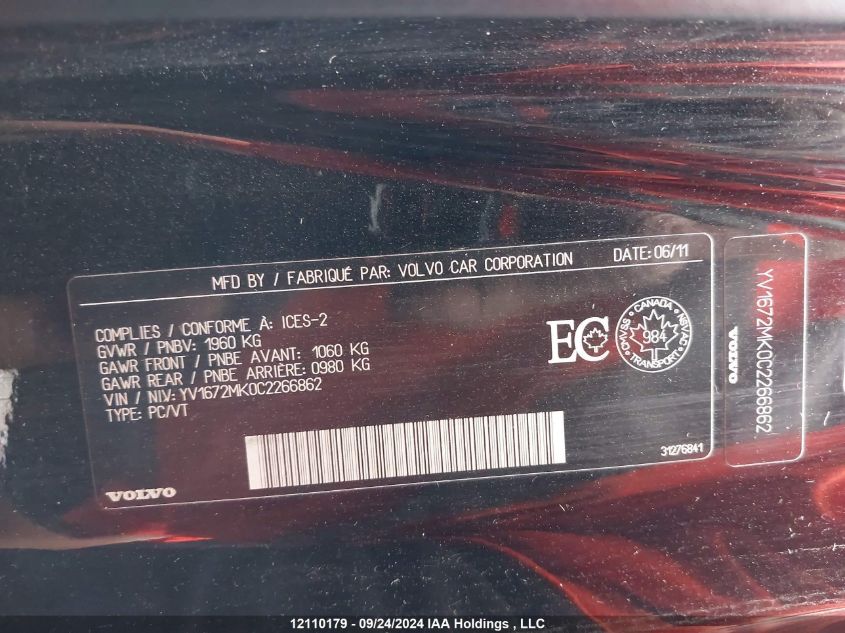 MFD BY / FABRIQUÉ PAR: VOLVO CAR CORPORATION DATE: 06/11
COMPLIES / CONFORME À: ICES-2
GVWR / PNBV: 1960 KG
GAWR FRONT / PNBE AVANT: 1060 KG
GAWR REAR / PNBE ARRIÈRE: 0980 KG
VIN / NIV: YV1672MK0C2266862
TYPE: PC/VT
EC
CANADA
CMVSS
NSVAC
984
TRANSPORT
31276841
VOLVO
YV1672MK0C2266862
VOLVO
12110179 - 09/24/2024 IAA Holdings , LLC